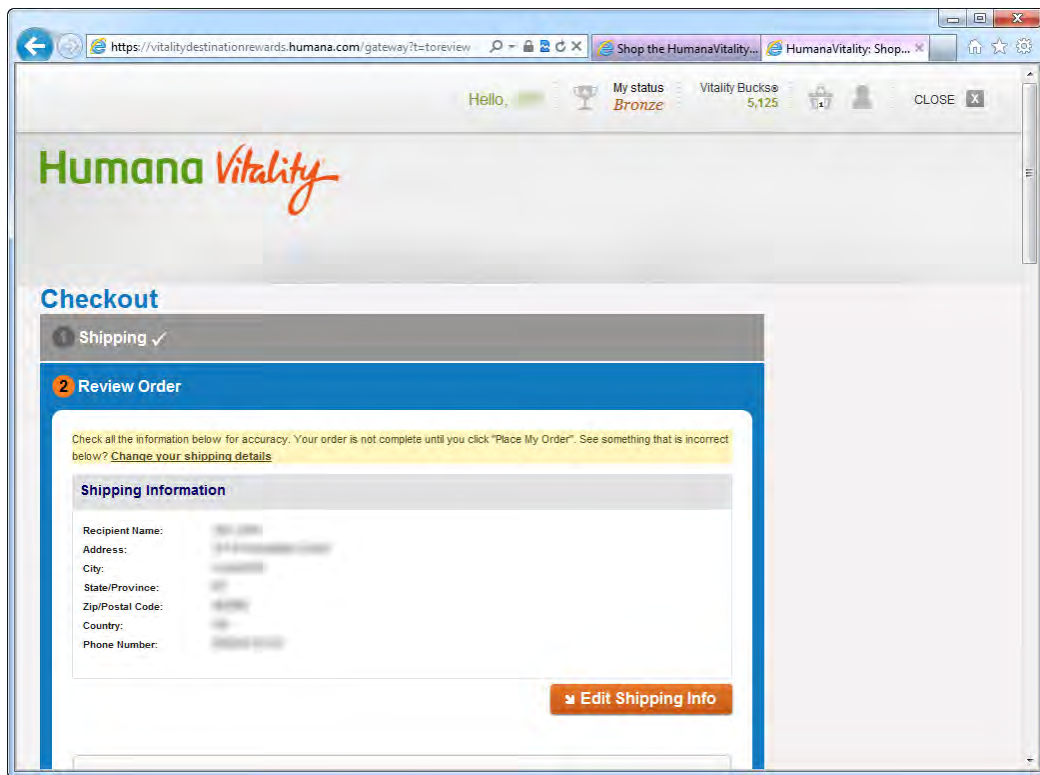 https://vitalitydestinationrewards.humana.com/gateway?t=toreview
Shop the HumanaVitality...
HumanaVitality: Shop...
Hello,
My status
Bronze
Vitality Bucks®
5,125
1
CLOSE X
Humana Vitality
Checkout
1 Shipping
2 Review Order
Check all the information below for accuracy. Your order is not complete until you click "Place My Order". See something that is incorrect
below? Change your shipping details
Shipping Information
Recipient Name:
Address:
City:
State/Province:
Zip/Postal Code:
Country:
Phone Number:
Edit Shipping Info